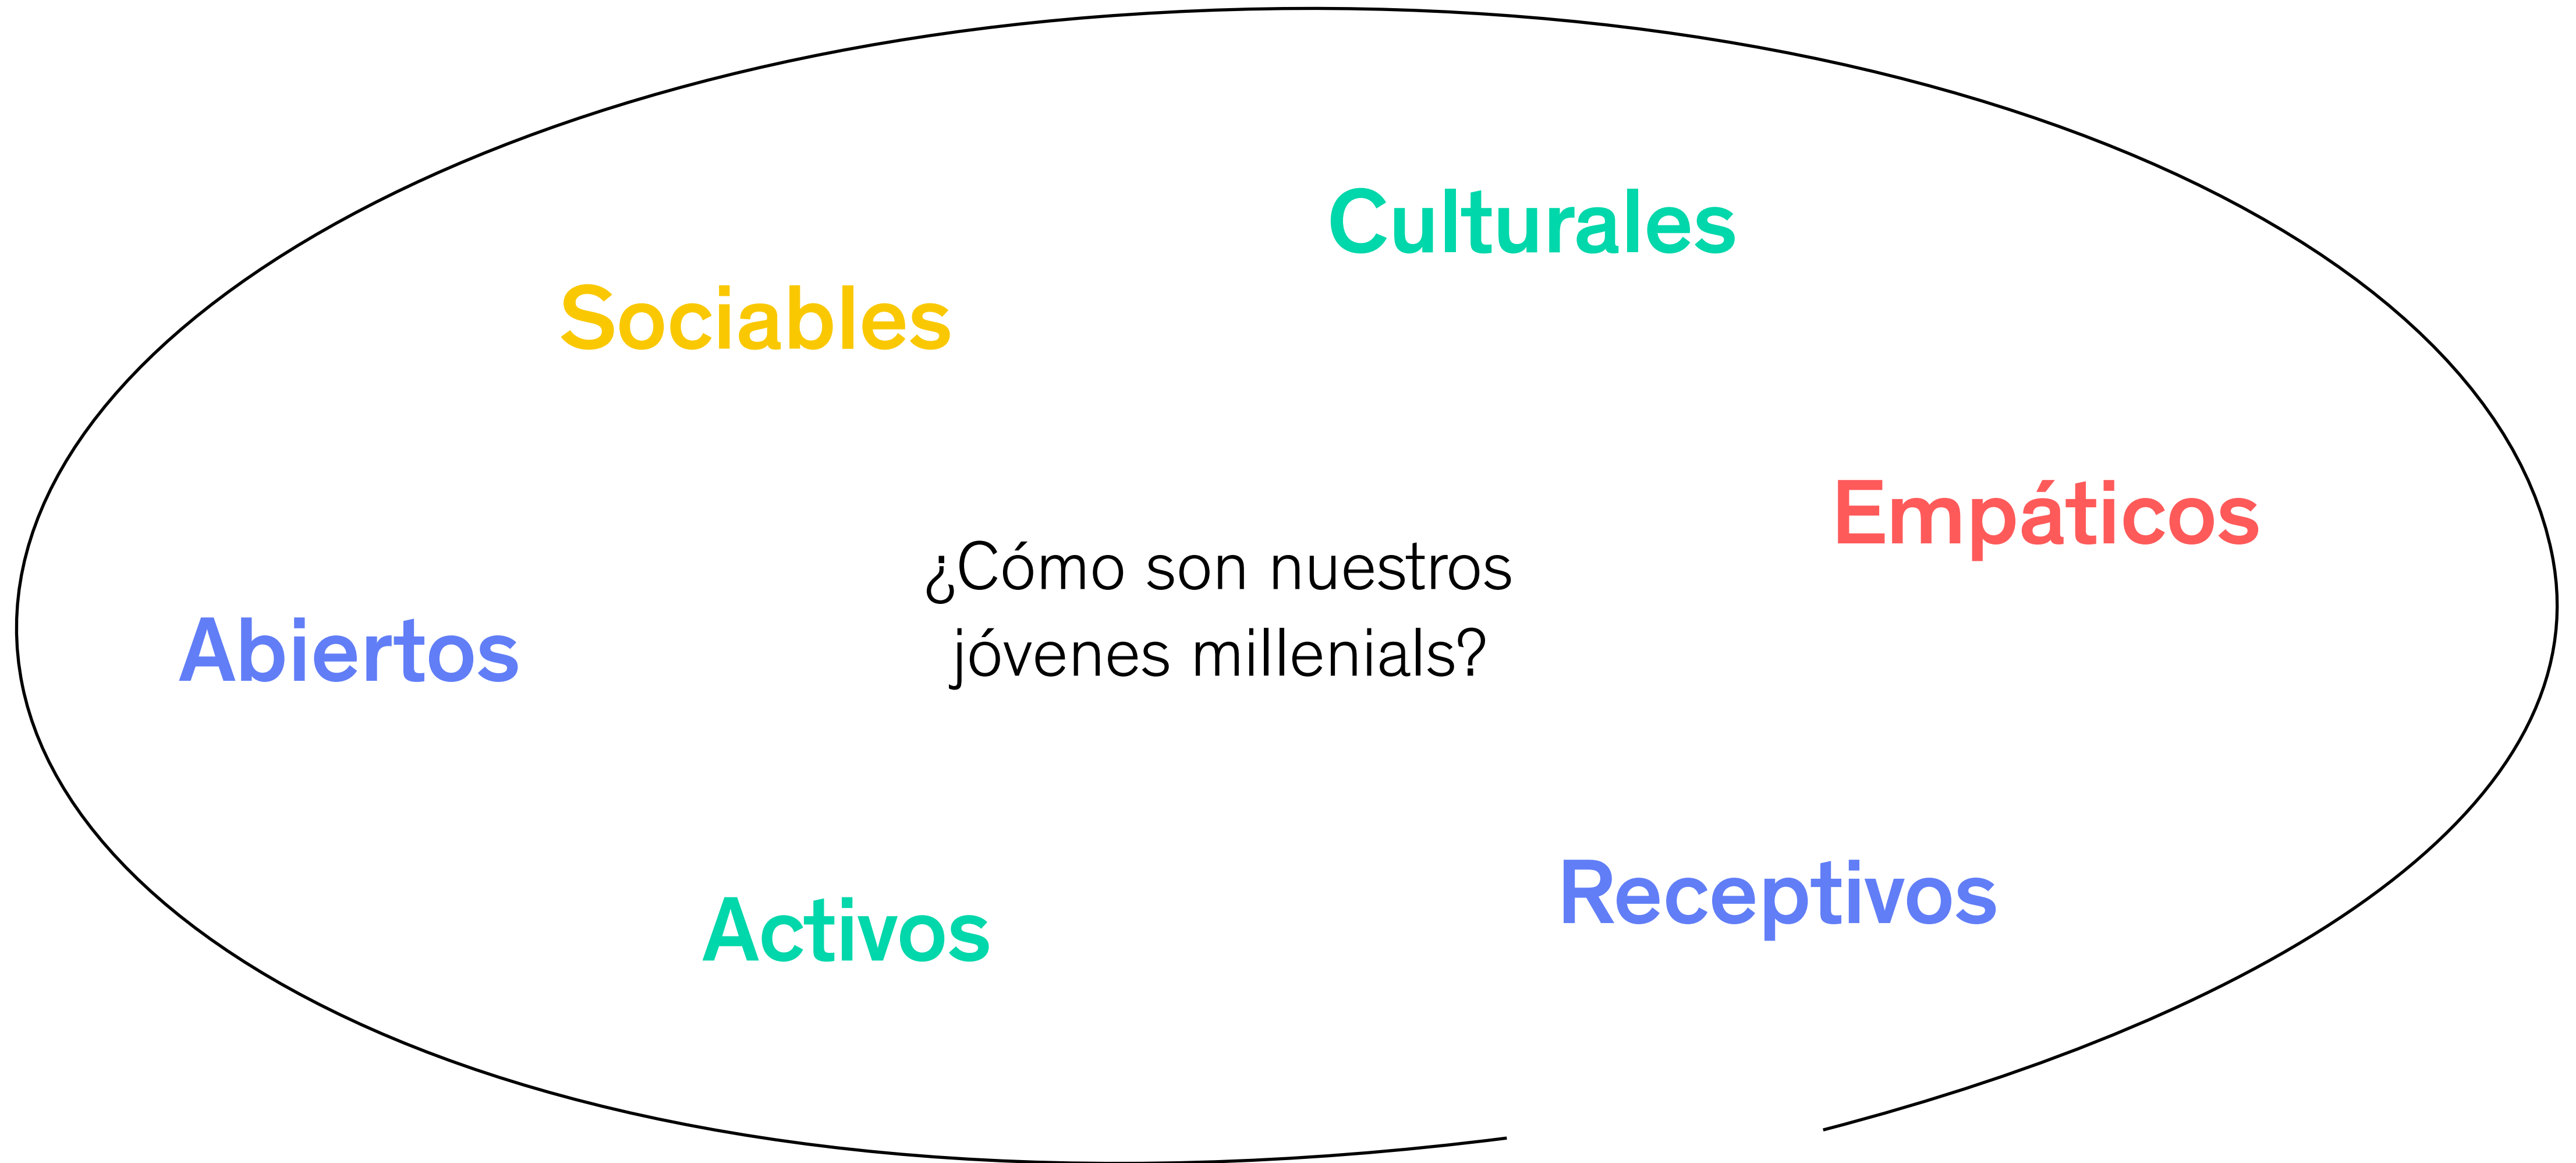 Culturales
Sociables
Empáticos
¿Cómo son nuestros
jóvenes millenials?
Abiertos
Receptivos
Activos